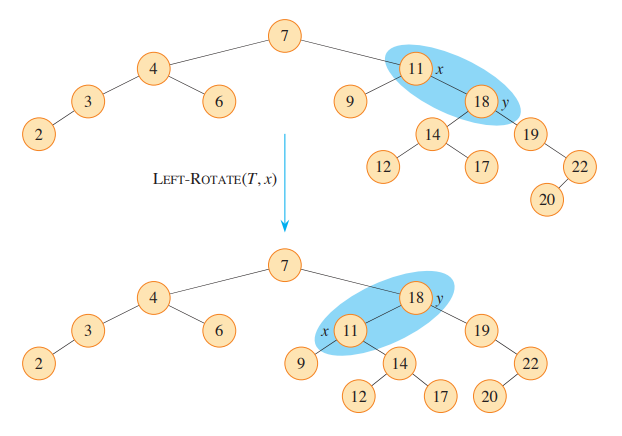 7
4 11 x
3 6 9 18 y
2 14 19
12 17 22
LEFT-ROTATE(T, x)
20
7
4 18 y
3 6 x 11 19
2 9 14 22
12 17 20